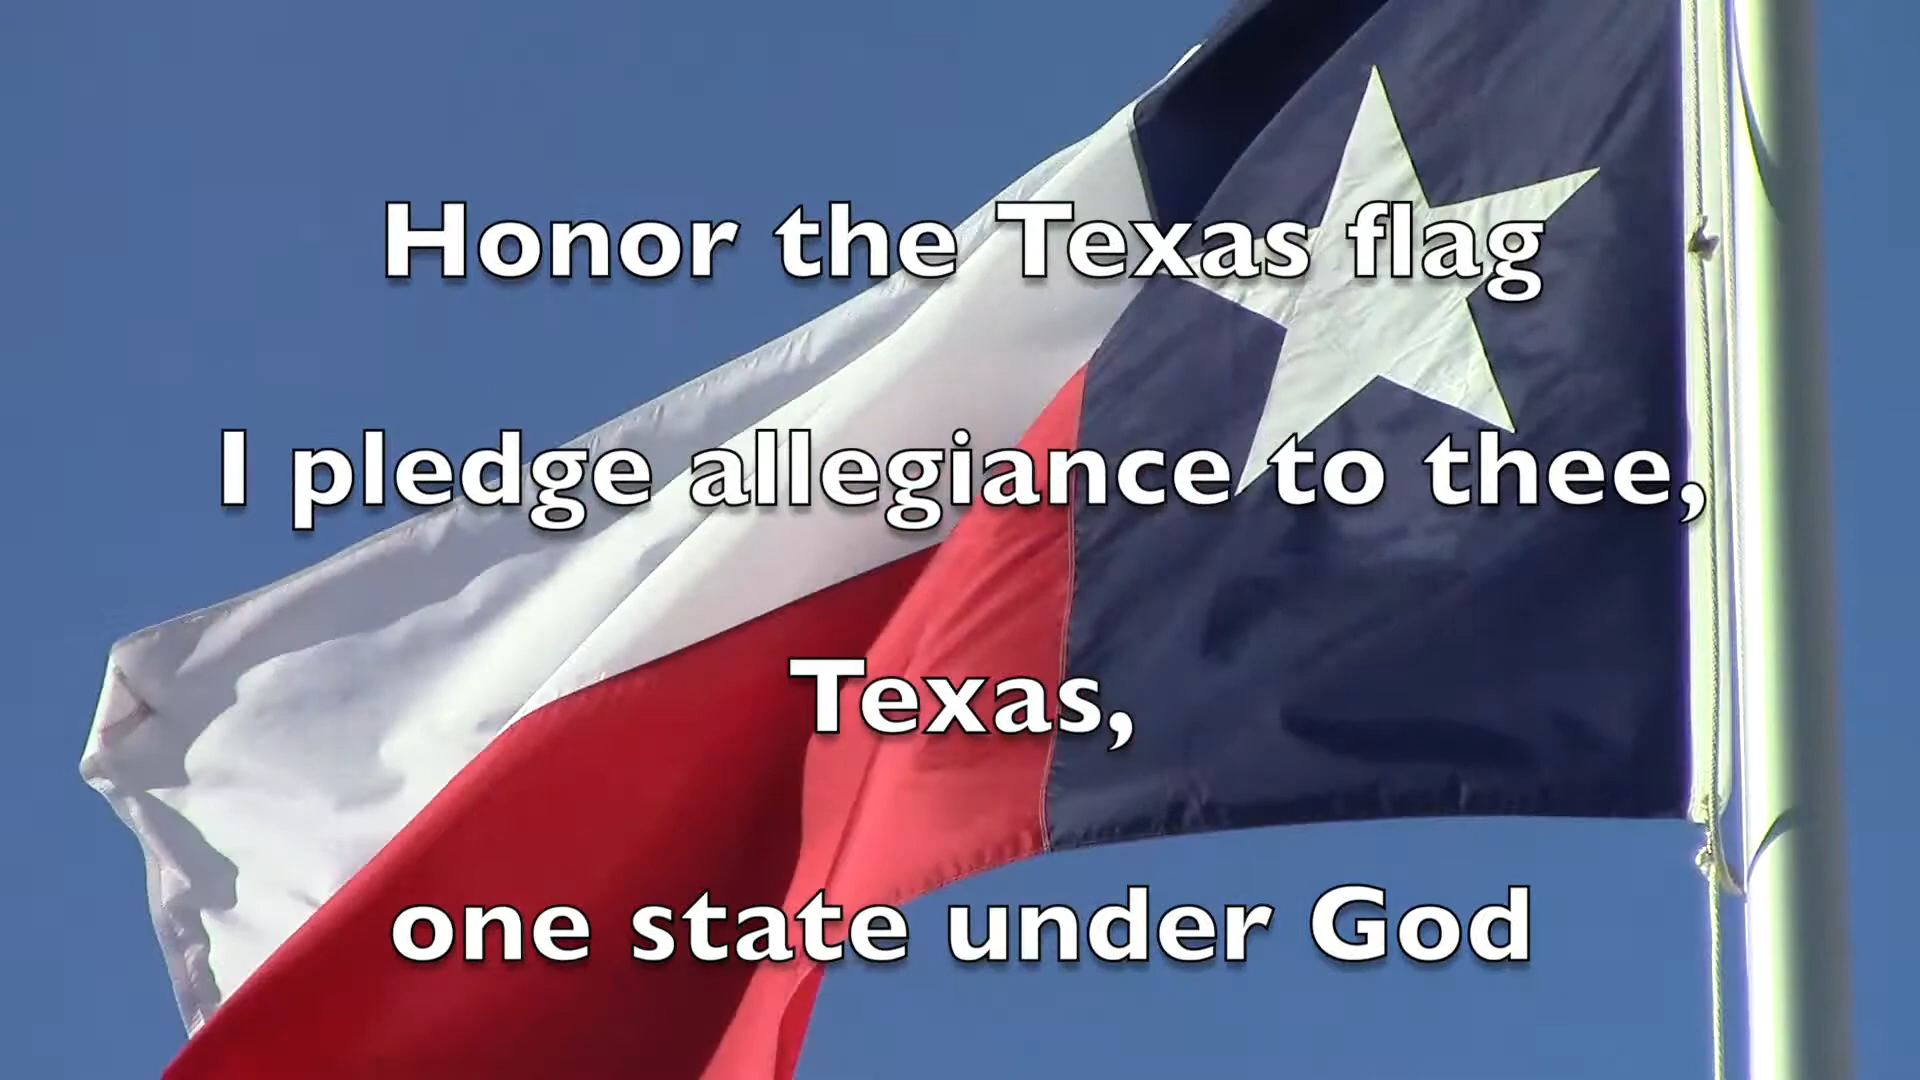 Honor the Texas flag
I pledge allegiance to thee,
Texas,
one state under God